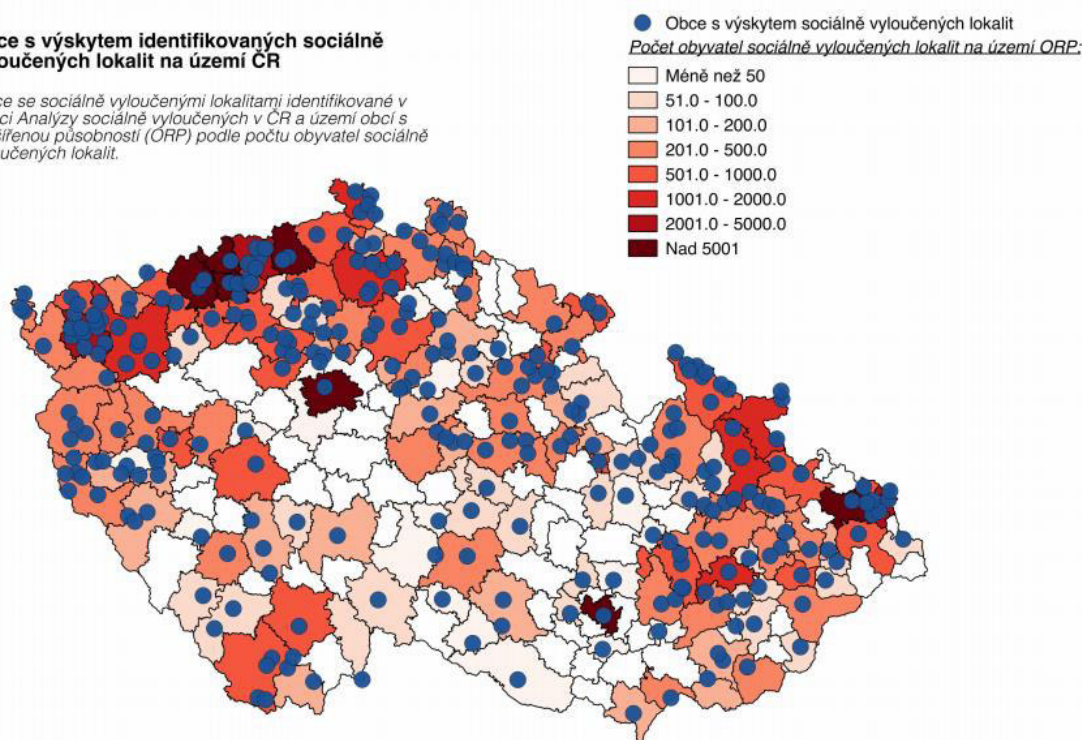 ce s výskytem identifikovaných sociálně
oučených lokalit na území ČR
ce se sociálně vyloučenými lokalitami identifikované v
ci Analýzy sociálně vyloučených v ČR a území obcí s
šířenou působností (ORP) podle počtu obyvatel sociálně
učených lokalit.
Obce s výskytem sociálně vyloučených lokalit
Počet obyvatel sociálně vyloučených lokalit na území ORP:
Méně než 50
51.0 - 100.0
101.0 - 200.0
201.0 - 500.0
501.0 - 1000.0
1001.0 - 2000.0
2001.0 - 5000.0
Nad 5001